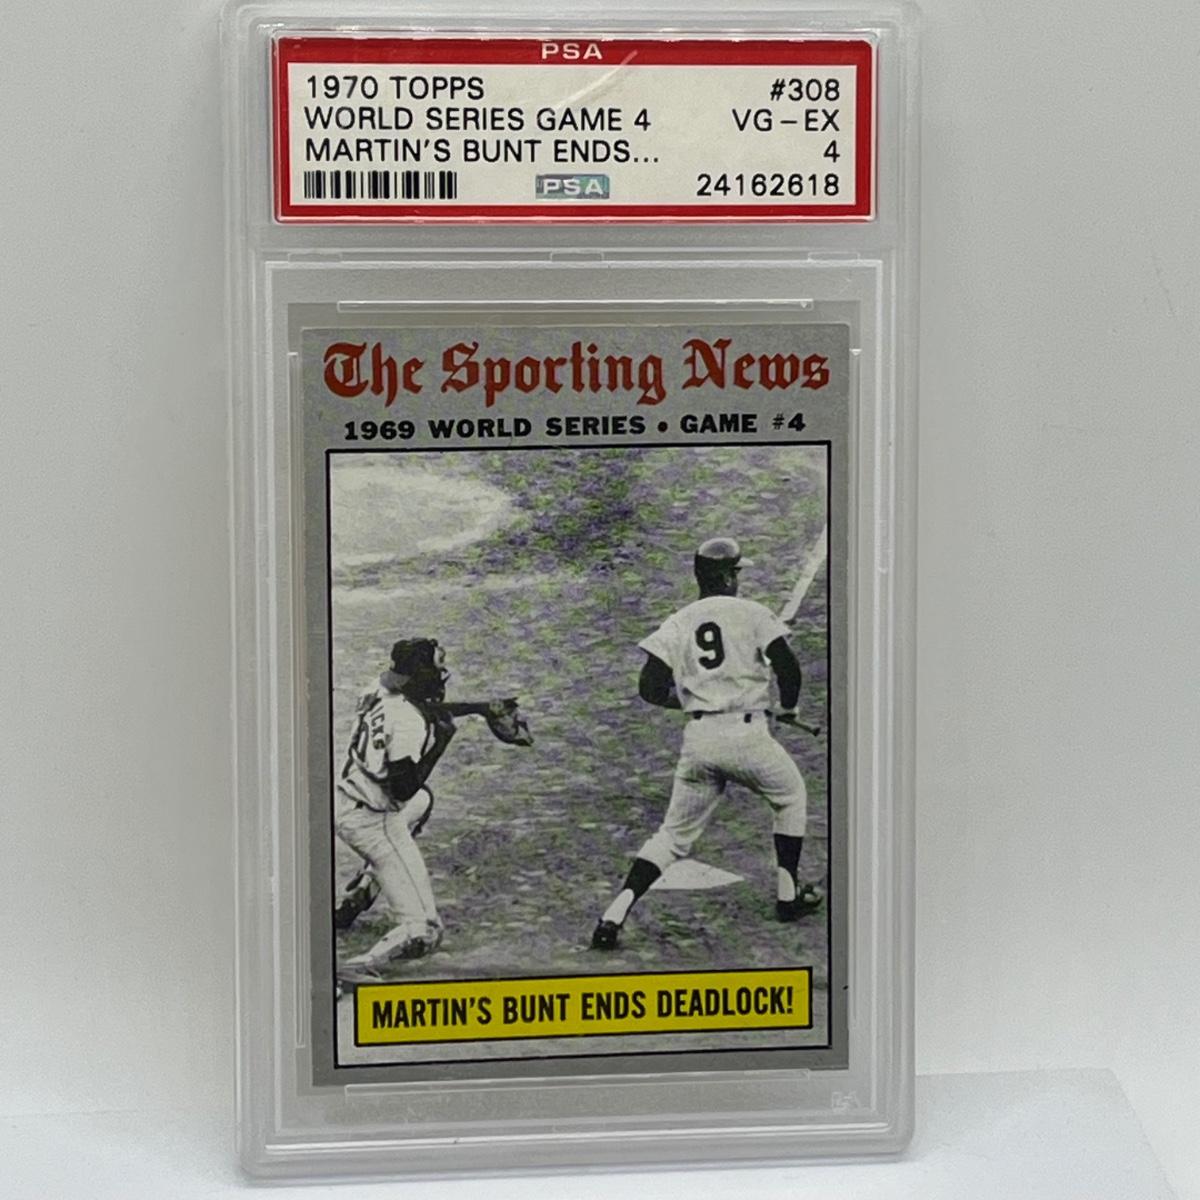 PSA
1970 TOPPS #308
WORLD SERIES GAME 4 VG-EX
MARTIN'S BUNT ENDS... 4
PSA 24162618
The Sporting News
1969 WORLD SERIES • GAME #4
9
MARTIN'S BUNT ENDS DEADLOCK!